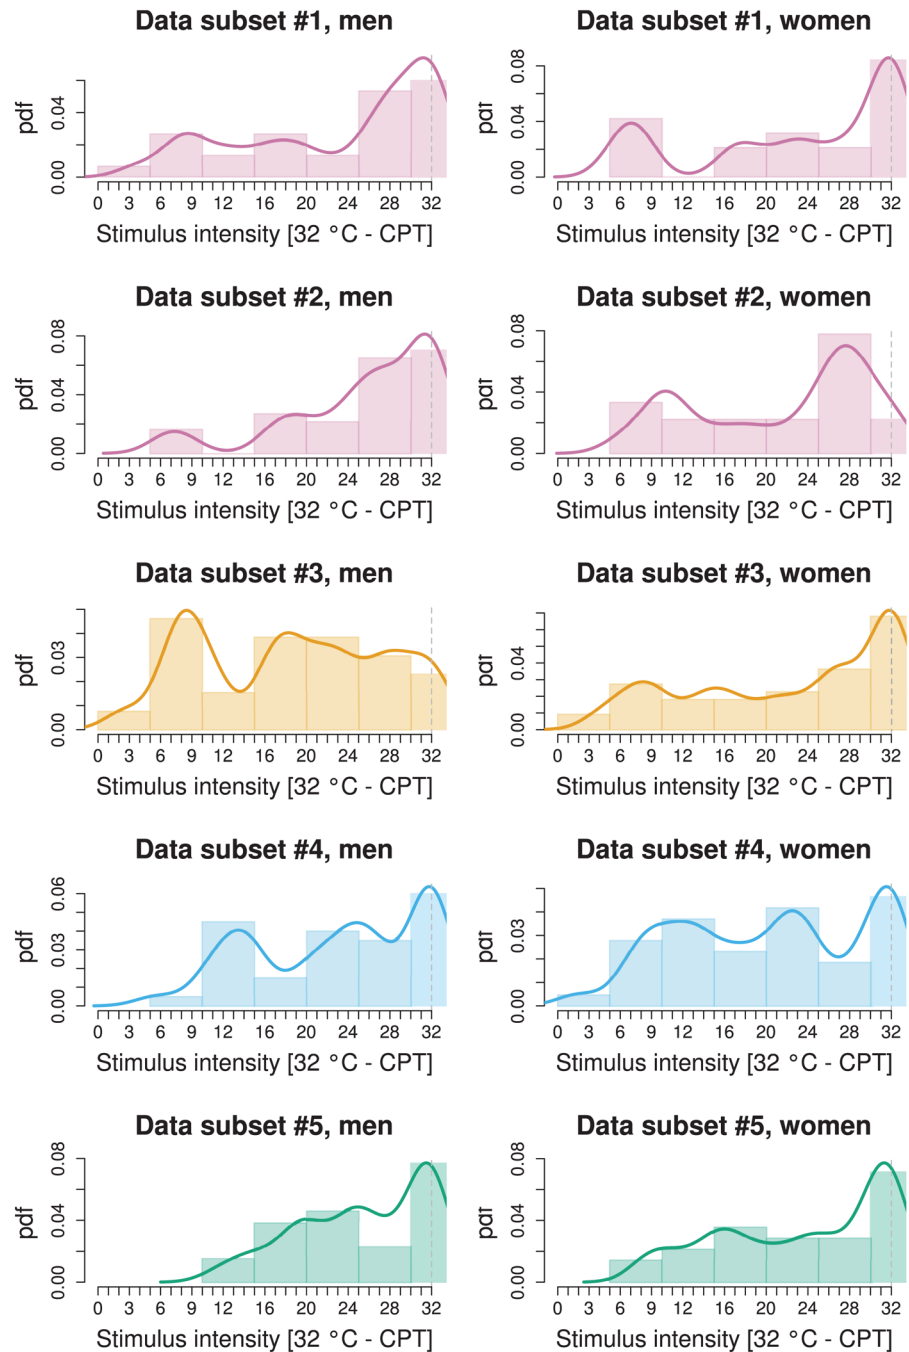 Data subset #1, men
pdf
0.00 0.04
0 3 6 9 12 16 20 24 28 32
Stimulus intensity [32 °C - CPT]
Data subset #1, women
pdf
0.00 0.04 0.08
0 3 6 9 12 16 20 24 28 32
Stimulus intensity [32 °C - CPT]
Data subset #2, men
pdf
0.00 0.04 0.08
0 3 6 9 12 16 20 24 28 32
Stimulus intensity [32 °C - CPT]
Data subset #2, women
pdf
0.00 0.04 0.08
0 3 6 9 12 16 20 24 28 32
Stimulus intensity [32 °C - CPT]
Data subset #3, men
pdf
0.00 0.03
0 3 6 9 12 16 20 24 28 32
Stimulus intensity [32 °C - CPT]
Data subset #3, women
pdf
0.00 0.04
0 3 6 9 12 16 20 24 28 32
Stimulus intensity [32 °C - CPT]
Data subset #4, men
pdf
0.00 0.03 0.06
0 3 6 9 12 16 20 24 28 32
Stimulus intensity [32 °C - CPT]
Data subset #4, women
pdf
0.00 0.03
0 3 6 9 12 16 20 24 28 32
Stimulus intensity [32 °C - CPT]
Data subset #5, men
pdf
0.00 0.04 0.08
0 3 6 9 12 16 20 24 28 32
Stimulus intensity [32 °C - CPT]
Data subset #5, women
pdf
0.00 0.04 0.08
0 3 6 9 12 16 20 24 28 32
Stimulus intensity [32 °C - CPT]